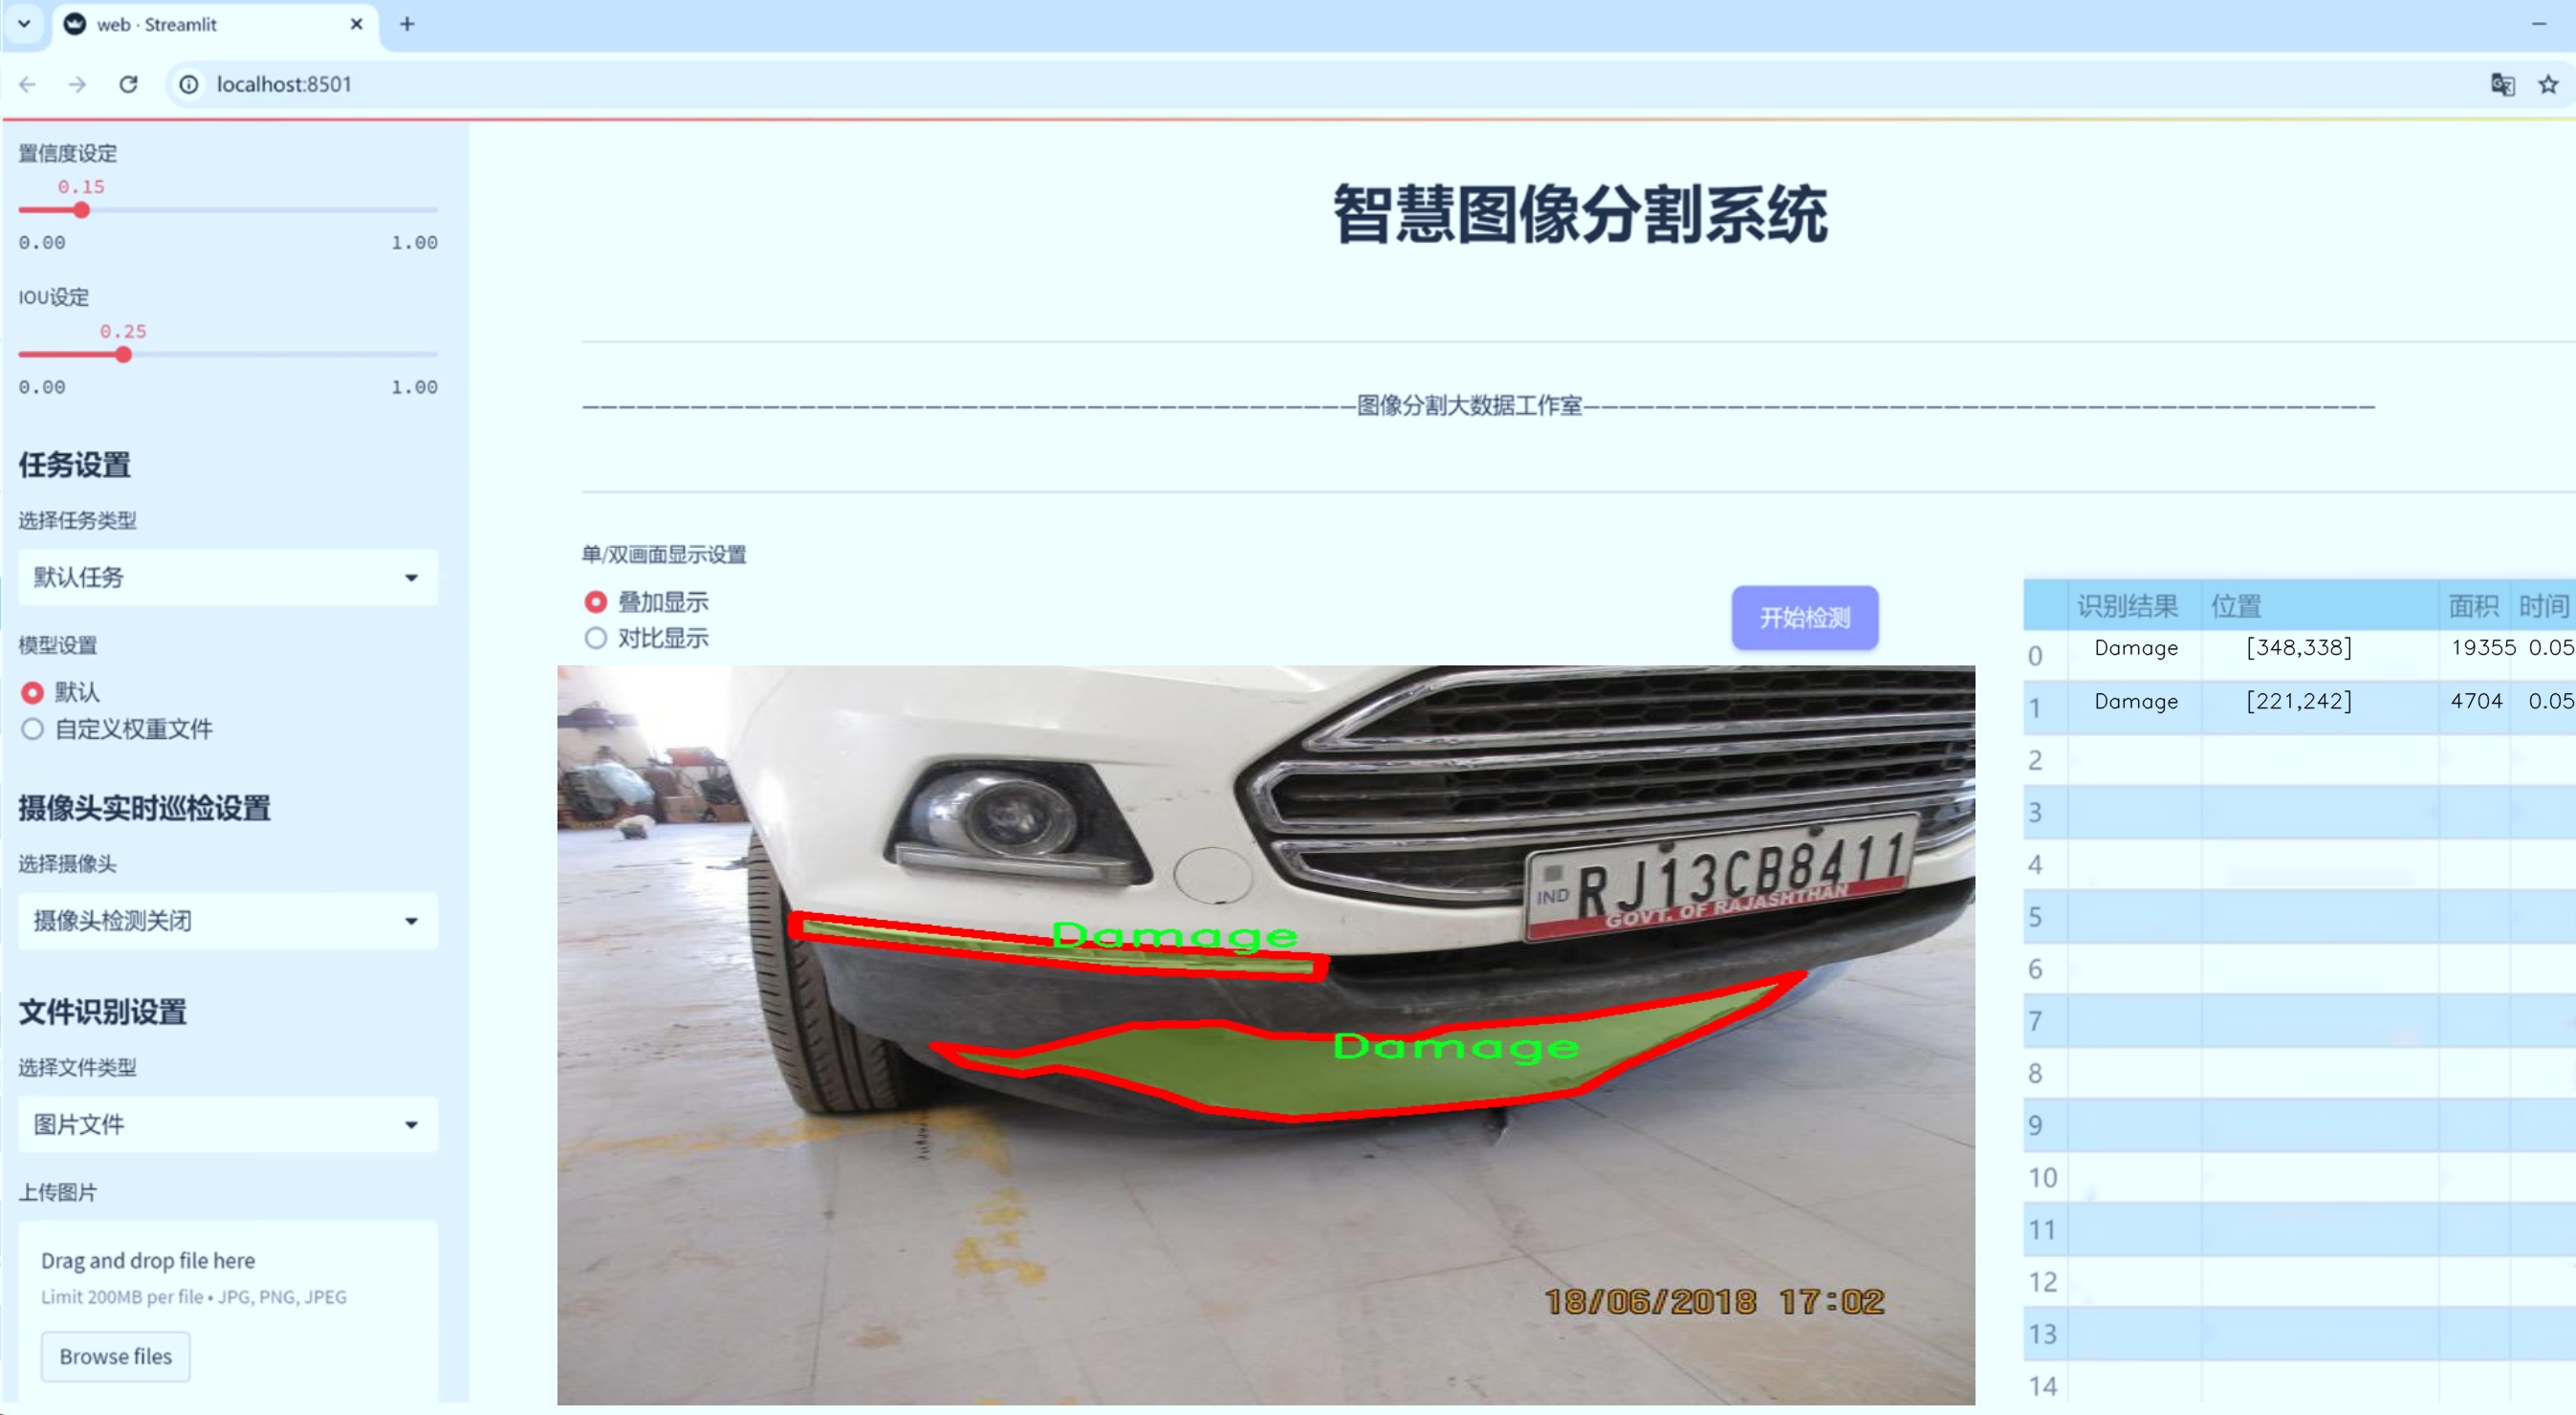 web · Streamlit
localhost:8501
置信度设定
0.15
0.00 1.00
IOU设定
0.25
0.00 1.00
任务设置
选择任务类型
默认任务
模型设置
默认
自定义权重文件
摄像头实时巡检设置
选择摄像头
摄像头检测关闭
文件识别设置
选择文件类型
图片文件
上传图片
Drag and drop file here
Limit 200MB per file • JPG, PNG, JPEG
Browse files
智慧图像分割系统
图像分割大数据工作室
单/双画面显示设置
叠加显示
对比显示
开始检测
IND RJ13CB8411
GOVT. OF RAJASHTHAN
Damage
Damage
18/06/2018 17:02
识别结果 位置 面积 时间
0 Damage [348,338] 19355 0.05
1 Damage [221,242] 4704 0.05
2
3
4
5
6
7
8
9
10
11
12
13
14